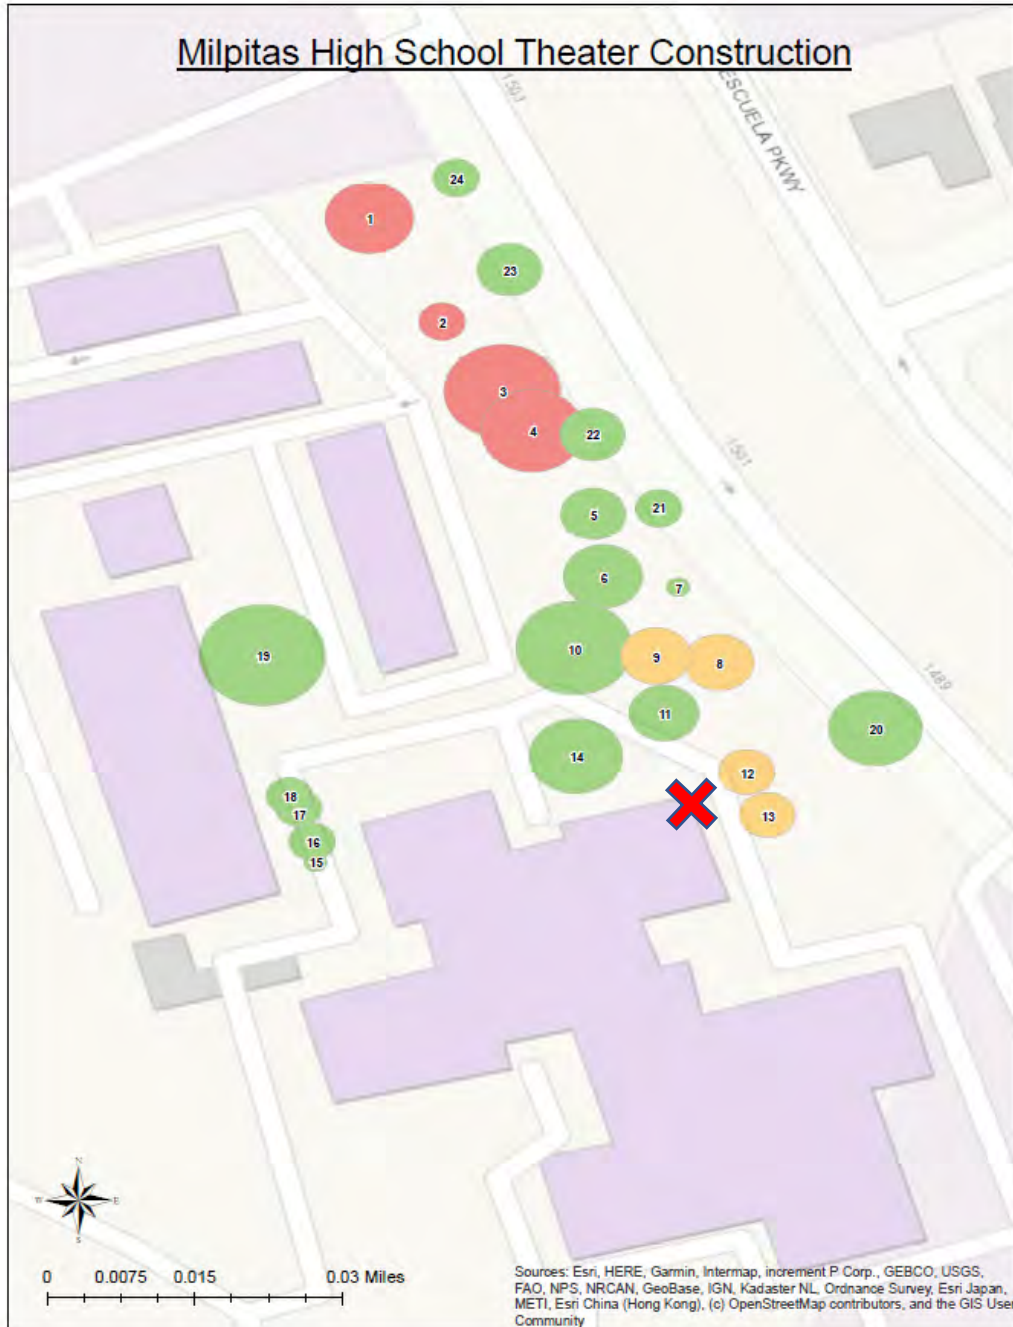 Milpitas High School Theater Construction
1503
ESCUELA PKWY
24
1
23
2
3
4
22
1501
5
21
6
7
19
10
9
8
1489
11
20
14
12
18
17
13
16
15
N
W E
S
0 0.0075 0.015 0.03 Miles
Sources: Esri, HERE, Garmin, Intermap, increment P Corp., GEBCO, USGS,
FAO, NPS, NRCAN, GeoBase, IGN, Kadaster NL, Ordnance Survey, Esri Japan,
METI, Esri China (Hong Kong), (c) OpenStreetMap contributors, and the GIS User
Community